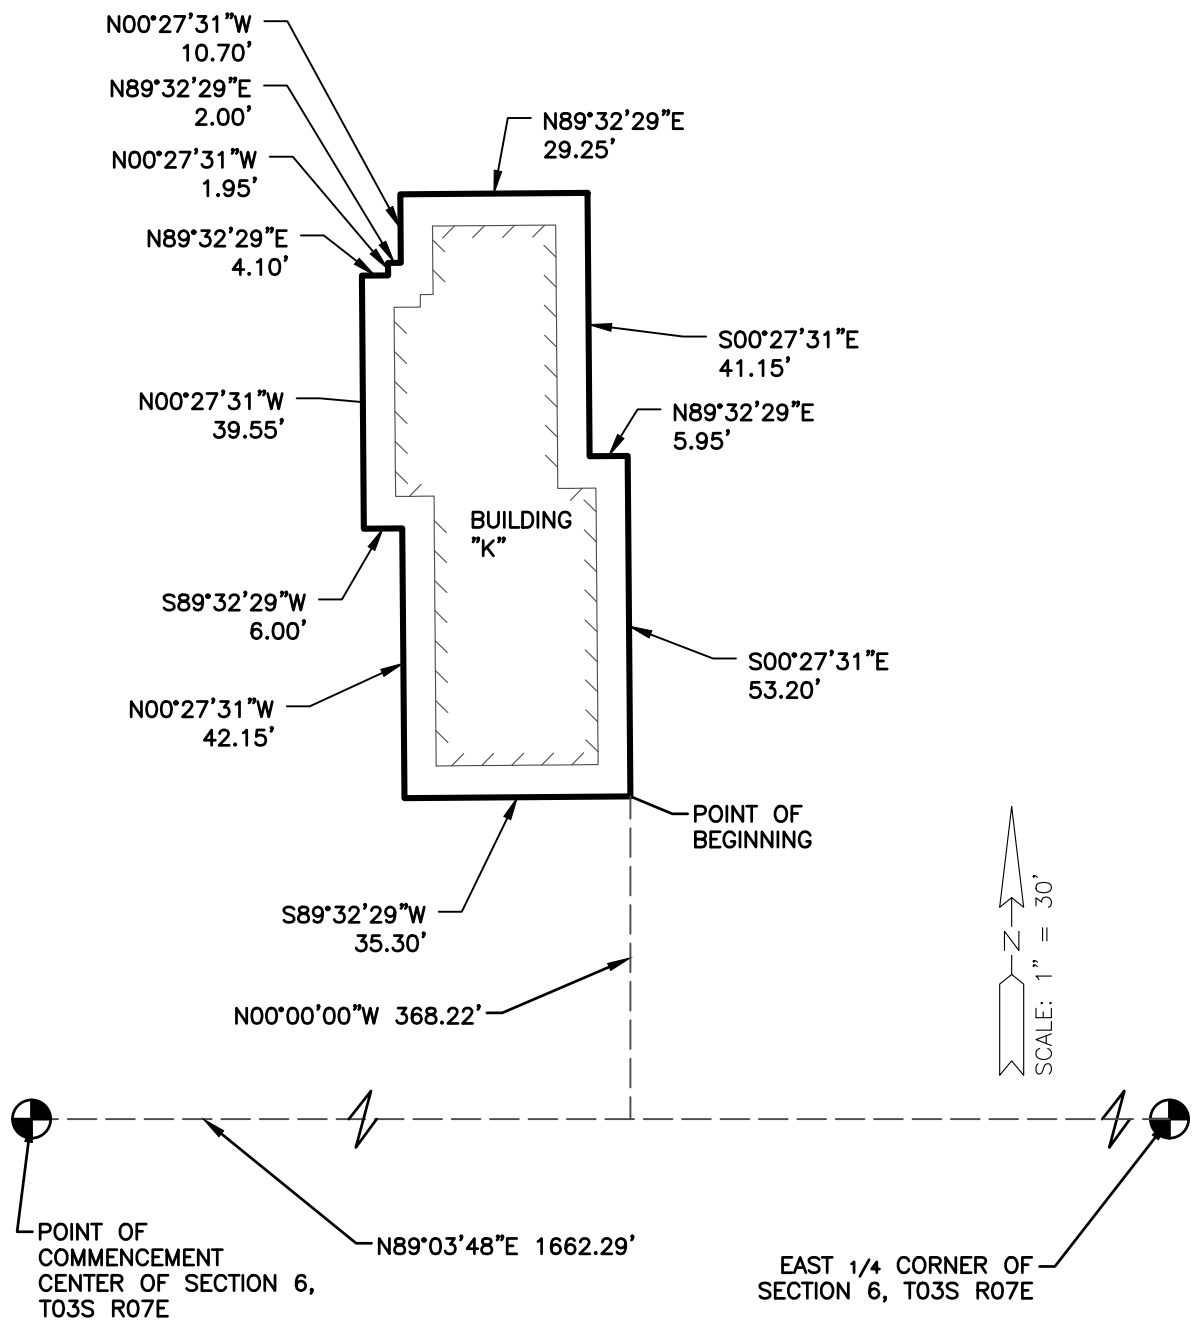 N00°27'31"W
10.70'
N89°32'29"E
2.00'
N00°27'31"W
1.95'
N89°32'29"E
4.10'
N89°32'29"E
29.25'
S00°27'31"E
41.15'
N89°32'29"E
5.95'
N00°27'31"W
39.55'
BUILDING
"K"
S89°32'29"W
6.00'
S00°27'31"E
53.20'
N00°27'31"W
42.15'
POINT OF
BEGINNING
S89°32'29"W
35.30'
N00°00'00"W 368.22'
N
SCALE: 1" = 30'
POINT OF
COMMENCEMENT
CENTER OF SECTION 6,
T03S R07E
N89°03'48"E 1662.29'
EAST 1/4 CORNER OF
SECTION 6, T03S R07E